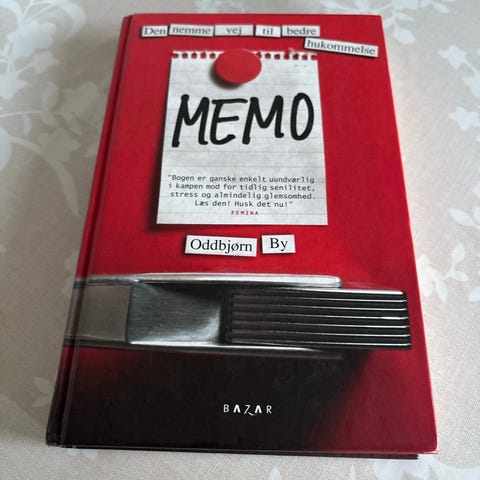 Den nemme vej til bedre
hukommelse
MEMO
"Bogen er ganske enkelt uundværlig
i kampen mod for tidlig senilitet,
stress og almindelig glemsomhed.
Læs den! Husk det nu!"
FEMINA
Oddbjørn By
BAZAR